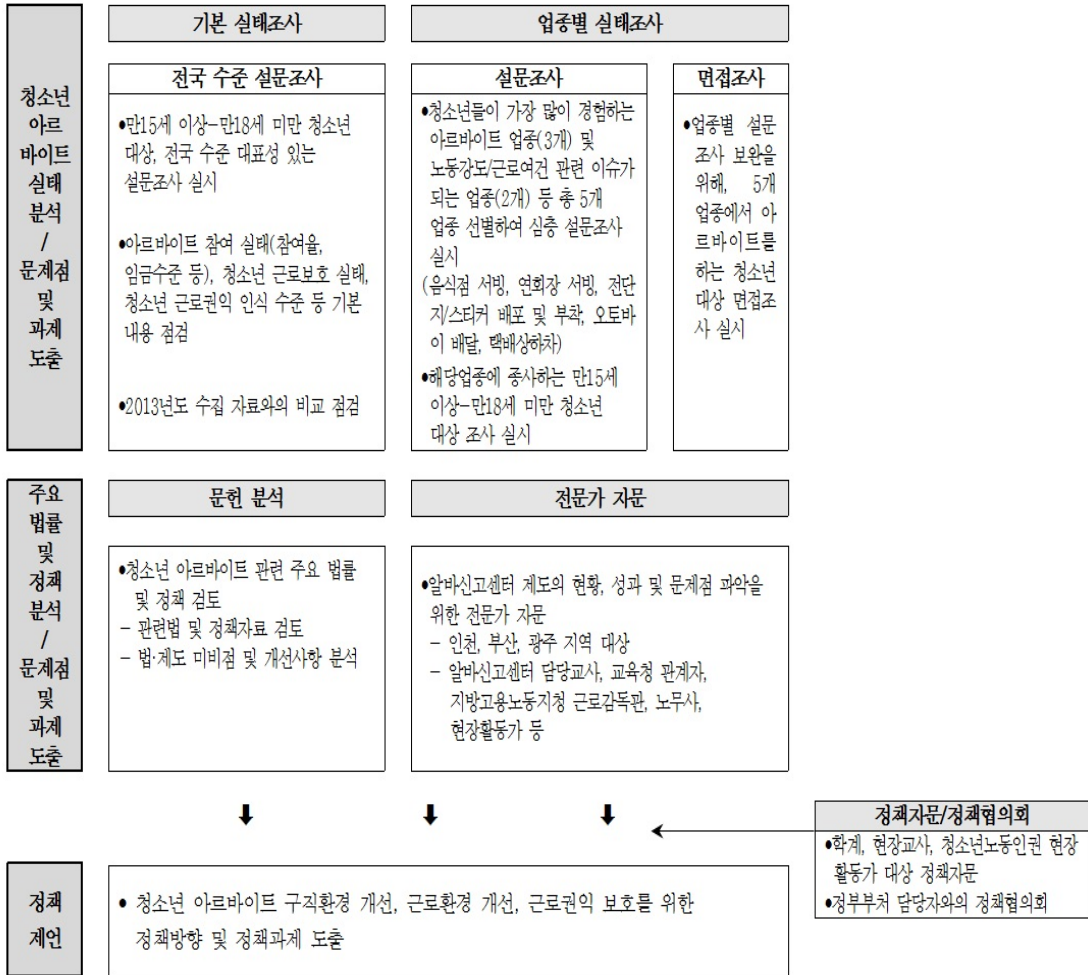 기본 실태조사
업종별 실태조사
청소년
아르
바이트
실태
분석
/
문제점
및
과제
도출
전국 수준 설문조사
•만15세 이상-만18세 미만 청소년
대상, 전국 수준 대표성 있는
설문조사 실시
•아르바이트 참여 실태(참여율,
임금수준 등), 청소년 근로보호 실태,
청소년 근로권익 인식 수준 등 기본
내용 점검
•2013년도 수집 자료와의 비교 점검
설문조사
•청소년들이 가장 많이 경험하는
아르바이트 업종(3개) 및
노동강도/근로여건 관련 이슈가
되는 업종(2개) 등 총 5개
업종 선별하여 심층 설문조사
실시
(음식점 서빙, 연회장 서빙, 전단
지/스티커 배포 및 부착, 오토바
이 배달, 택배상하차)
•해당업종에 종사하는 만15세
이상-만18세 미만 청소년
대상 조사 실시
면접조사
•업종별 설문
조사 보완을
위해, 5개
업종에서 아
르바이트를
하는 청소년
대상 면접조
사 실시
주요
법률
및
정책
분석
/
문제점
및
과제
도출
문헌 분석
•청소년 아르바이트 관련 주요 법률
및 정책 검토
- 관련법 및 정책자료 검토
- 법·제도 미비점 및 개선사항 분석
전문가 자문
•알바신고센터 제도의 현황, 성과 및 문제점 파악을
위한 전문가 자문
- 인천, 부산, 광주 지역 대상
- 알바신고센터 담당교사, 교육청 관계자,
지방고용노동지청 근로감독관, 노무사,
현장활동가 등
정책자문/정책협의회
•학계, 현장교사, 청소년노동인권 현장
활동가 대상 정책자문
•정부부처 담당자와의 정책협의회
정책
제언
• 청소년 아르바이트 구직환경 개선, 근로환경 개선, 근로권익 보호를 위한
정책방향 및 정책과제 도출